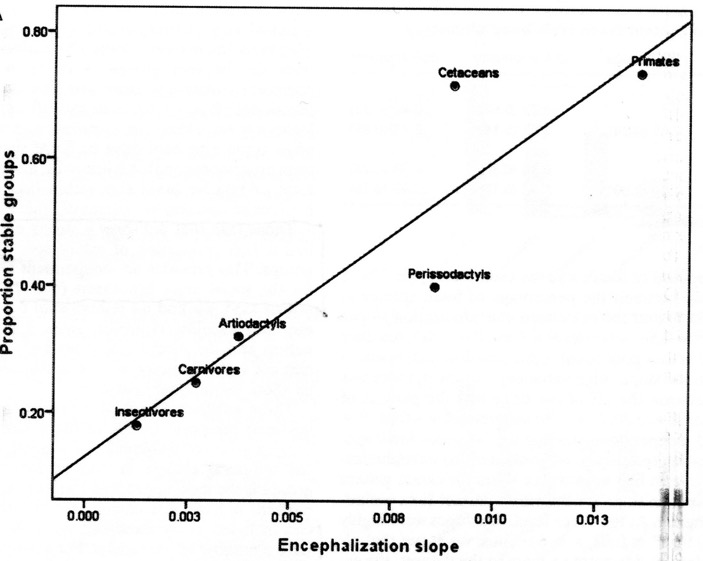 0.80
Cetaceans
Primates
0.60
Proportion stable groups
Perissodactyls
0.40
Artiodactyls
Carnivores
0.20
Insectivores
0.000 0.003 0.005 0.008 0.010 0.013
Encephalization slope